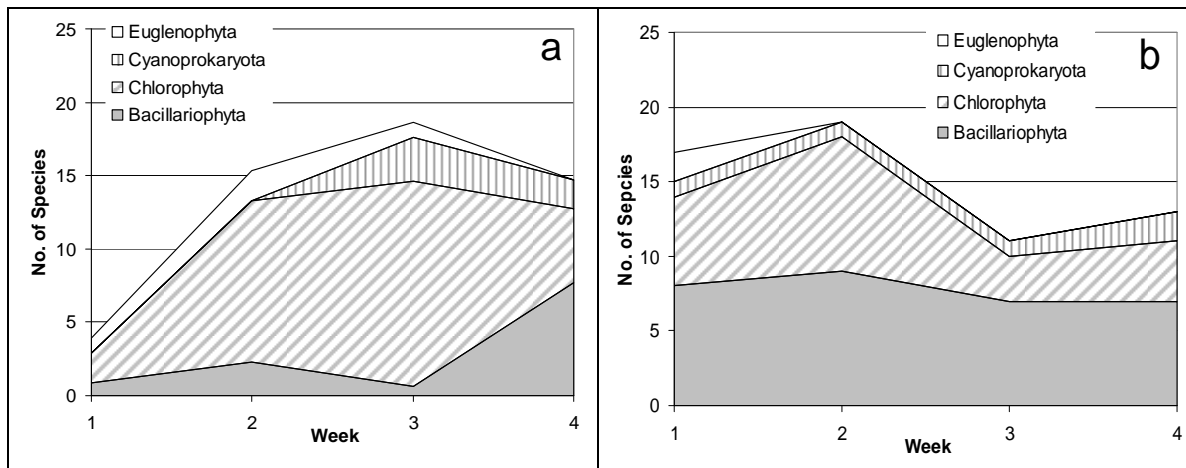 25
20
15
10
5
0
No. of Species
Euglenophyta
Cyanoprokaryota
Chlorophyta
Bacillariophyta
a
1 2 3 4
Week
25
20
15
10
5
0
No. of Sepcies
Euglenophyta
Cyanoprokaryota
Chlorophyta
Bacillariophyta
b
1 2 3 4
Week